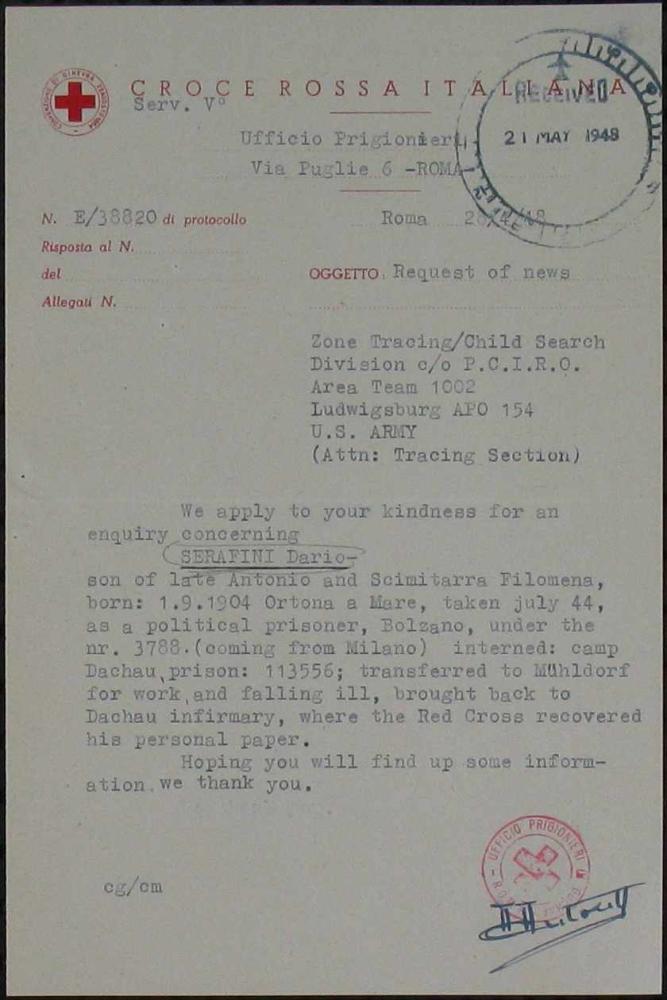 CROCE ROSSA ITALIANA
Serv. V°
Ufficio Prigionieri
Via Puglie 6 -ROMA
RECEIVED
21 MAY 1948
N. E/38820 di protocollo
Roma
Risposta al N.
del
OGGETTO: Request of news
Allegati N.
Zone Tracing/Child Search
Division c/o P.C.I.R.O.
Area Team 1002
Ludwigsburg APO 154
U.S. ARMY
(Attn: Tracing Section)
We apply to your kindness for an
enquiry concerning
SERAFINI Dario-
son of late Antonio and Scimitarra Filomena,
born: 1.9.1904 Ortona a Mare, taken july 44,
as a political prisoner, Bolzano, under the
nr. 3788.(coming from Milano) interned: camp
Dachau, prison: 113556; transferred to Mühldorf
for work, and falling ill, brought back to
Dachau infirmary, where the Red Cross recovered
his personal paper.
Hoping you will find up some inform-
ation. we thank you.
UFFICIO PRIGIONIERI
ROMA
cg/cm